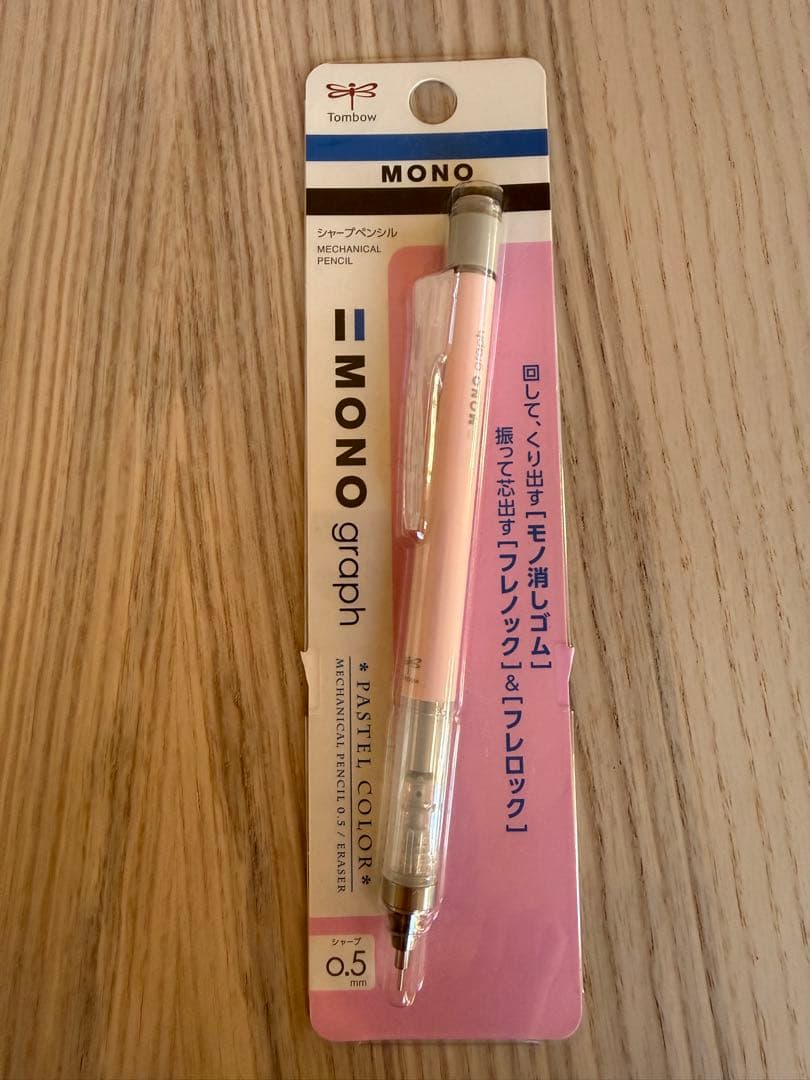 Tombow
MONO
シャープペンシル
MECHANICAL
PENCIL
MONO graph
*PASTEL COLOR*
MECHANICAL PENCIL 0.5 / ERASER
MONO graph
回して、くり出す[モノ消しゴム]
振って芯出す[フレノック]&[フレロック]
シャープ
0.5
mm